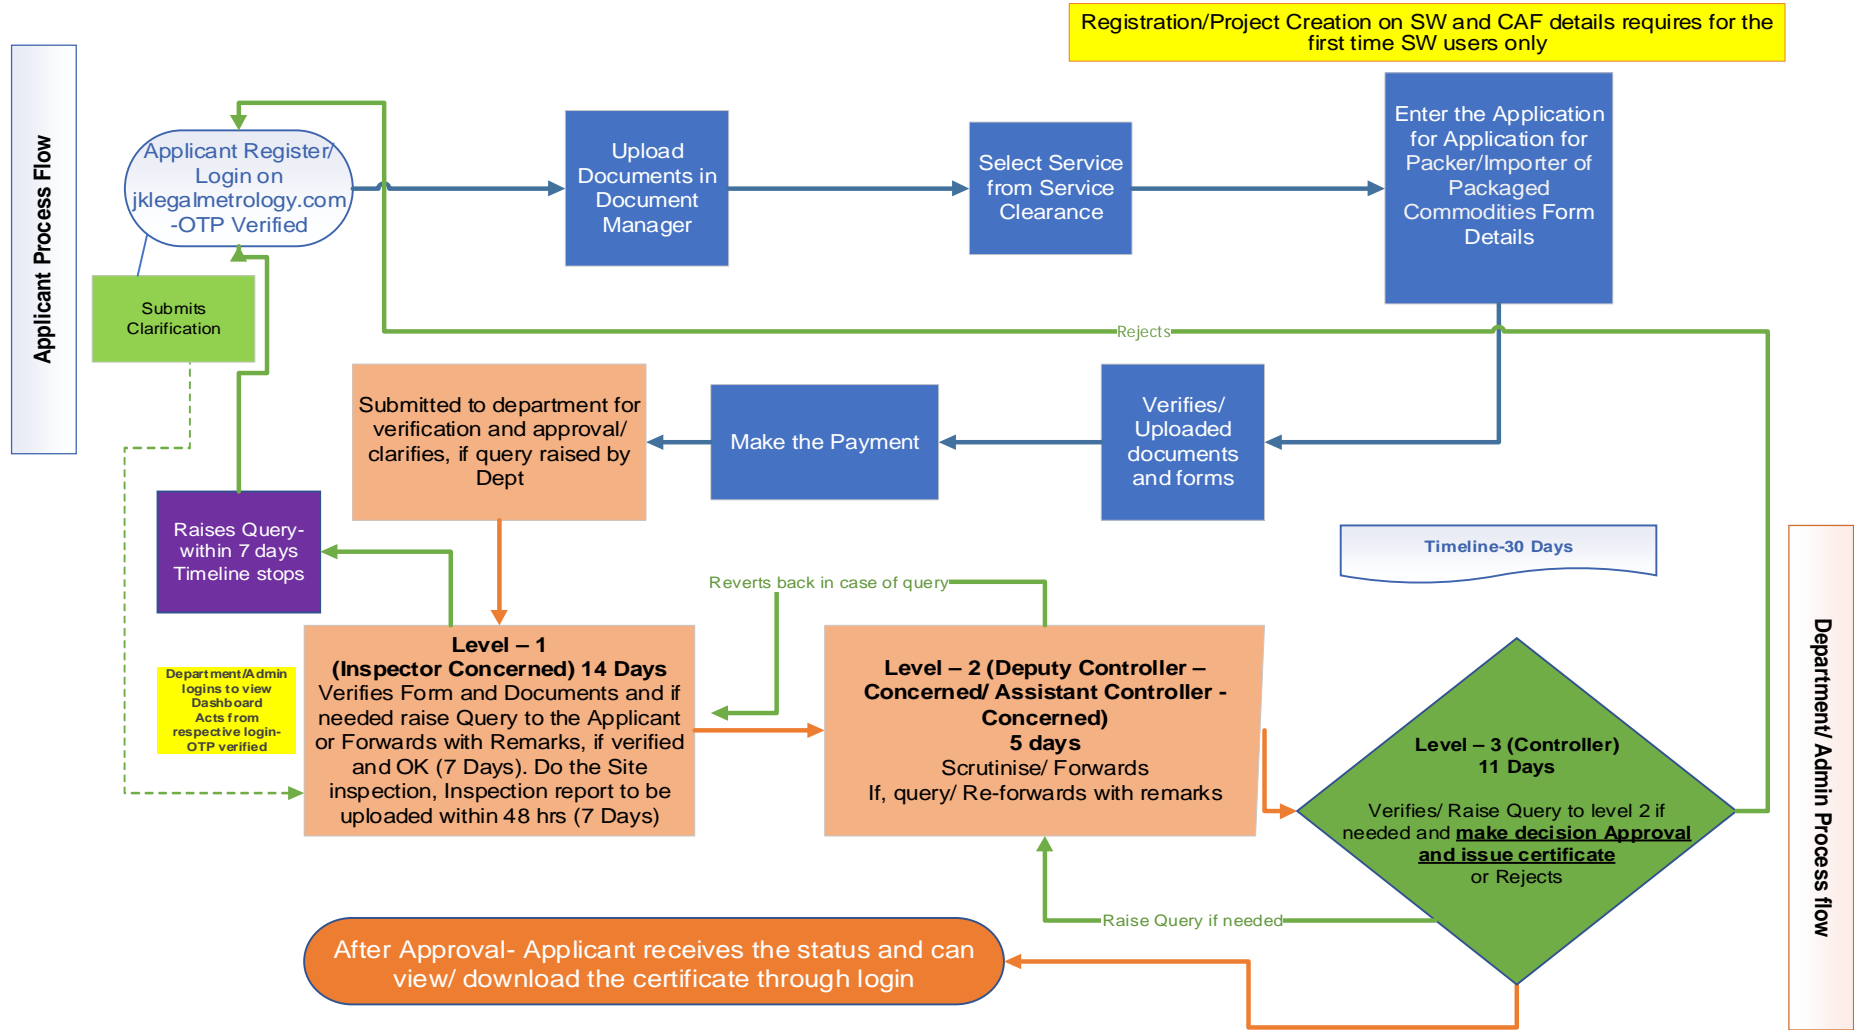 Registration/Project Creation on SW and CAF details requires for the
first time SW users only
Applicant Process Flow
Applicant Register/
Login on
jklegalmetrology.com
-OTP Verified
Upload
Documents in
Document
Manager
Select Service
from Service
Clearance
Enter the Application
for Application for
Packer/Importer of
Packaged
Commodities Form
Details
Submits
Clarification
Rejects
Submitted to department for
verification and approval/
clarifies, if query raised by
Dept
Make the Payment
Verifies/
Uploaded
documents
and forms
Raises Query-
within 7 days
Timeline stops
Timeline-30 Days
Reverts back in case of query
Department/Admin
logins to view
Dashboard
Acts from
respective login-
OTP verified
Level – 1
(Inspector Concerned) 14 Days
Verifies Form and Documents and if
needed raise Query to the Applicant
or Forwards with Remarks, if verified
and OK (7 Days). Do the Site
inspection, Inspection report to be
uploaded within 48 hrs (7 Days)
Level – 2 (Deputy Controller –
Concerned/ Assistant Controller -
Concerned)
5 days
Scrutinise/ Forwards
If, query/ Re-forwards with remarks
Level – 3 (Controller)
11 Days
Verifies/ Raise Query to level 2 if
needed and make decision Approval
and issue certificate
or Rejects
Department/ Admin Process flow
Raise Query if needed
After Approval- Applicant receives the status and can
view/ download the certificate through login